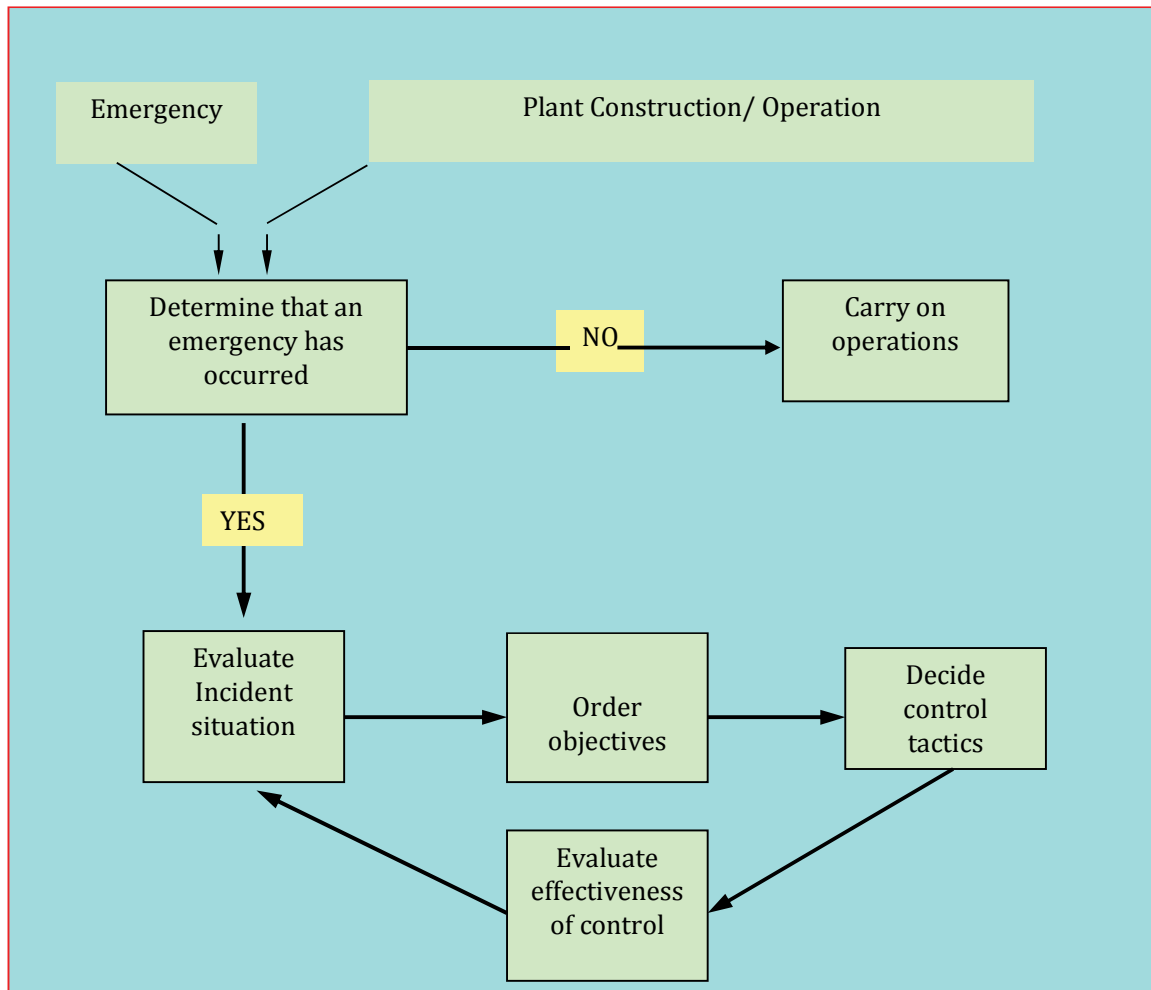 Emergency
Plant Construction/ Operation
Determine that an
emergency has
occurred
NO
Carry on
operations
YES
Evaluate
Incident
situation
Order
objectives
Decide
control
tactics
Evaluate
effectiveness
of control